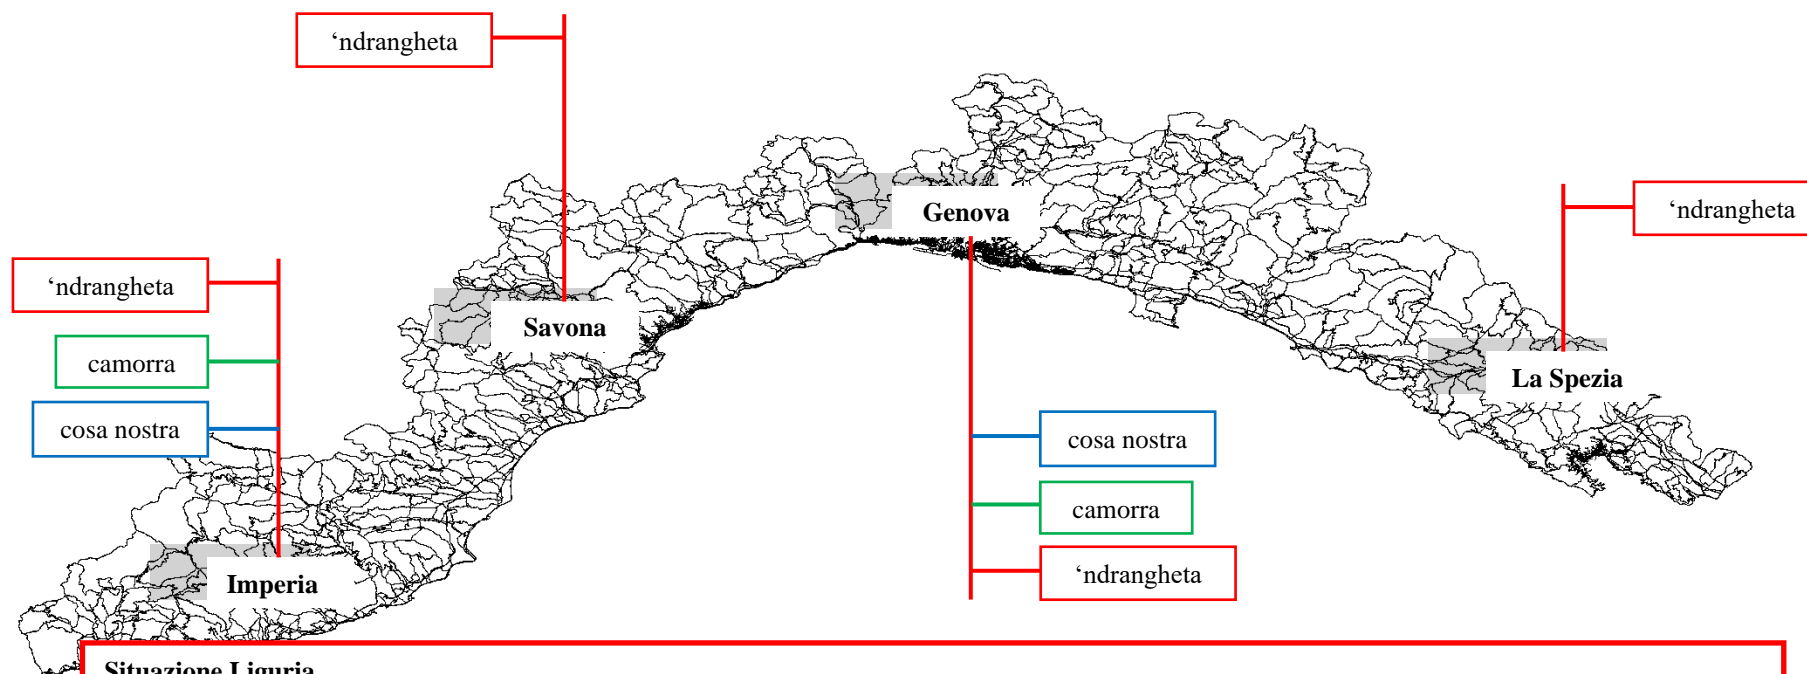 ‘ndrangheta
Genova
‘ndrangheta
‘ndrangheta
Savona
camorra
La Spezia
cosa nostra
cosa nostra
camorra
‘ndrangheta
Imperia
Situazione Liguria